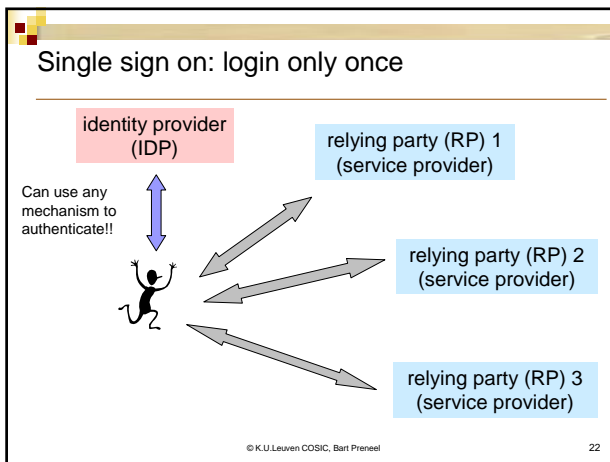 Single sign on: login only once
identity provider
(IDP)
relying party (RP) 1
(service provider)
Can use any
mechanism to
authenticate!!
relying party (RP) 2
(service provider)
relying party (RP) 3
(service provider)
© K.U.Leuven COSIC, Bart Preneel
22